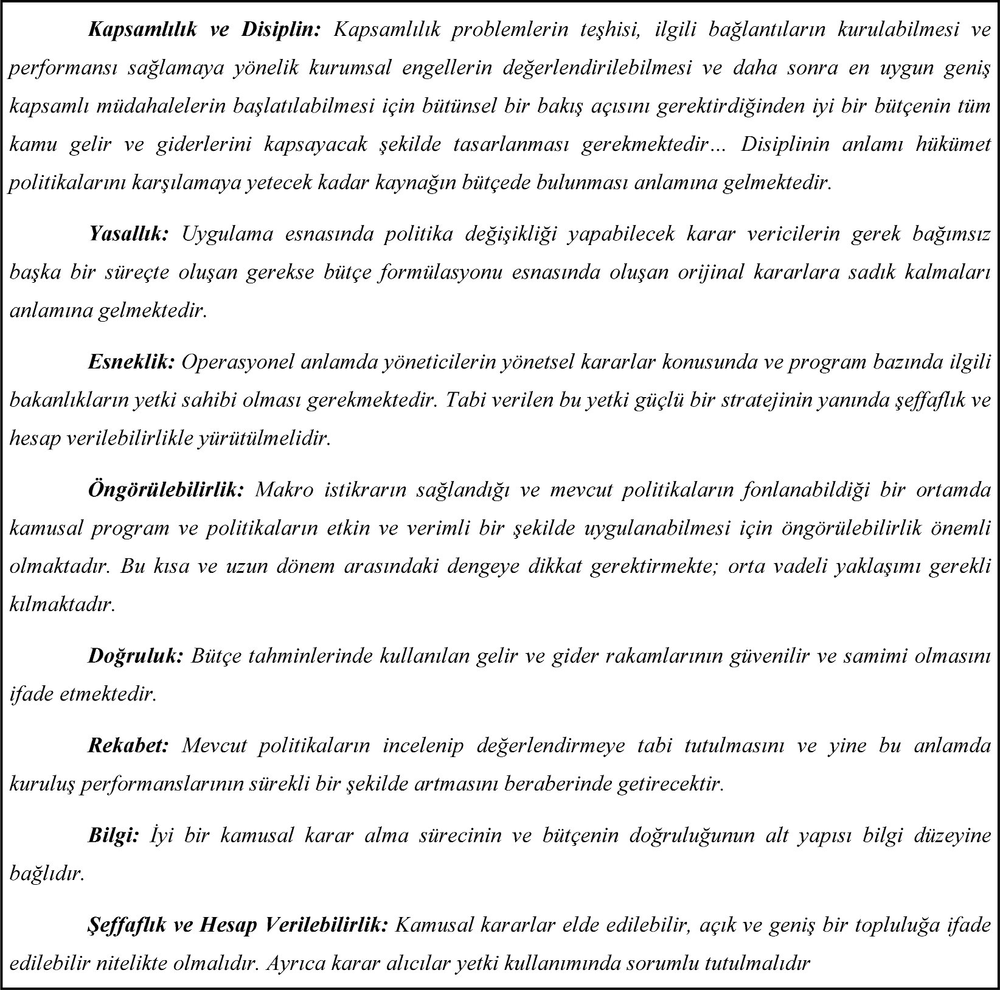 Kapsamlılık ve Disiplin: Kapsamlılık problemlerin teşhisi, ilgili bağlantıların kurulabilmesi ve
performansı sağlamaya yönelik kurumsal engellerin değerlendirilebilmesi ve daha sonra en uygun geniş
kapsamlı müdahalelerin başlatılabilmesi için bütünsel bir bakış açısını gerektirdiğinden iyi bir bütçenin tüm
kamu gelir ve giderlerini kapsayacak şekilde tasarlanması gerekmektedir… Disiplinin anlamı hükümet
politikalarını karşılamaya yetecek kadar kaynağın bütçede bulunması anlamına gelmektedir.
Yasallık: Uygulama esnasında politika değişikliği yapabilecek karar vericilerin gerek bağımsız
başka bir süreçte oluşan gerekse bütçe formülasyonu esnasında oluşan orijinal kararlara sadık kalmaları
anlamına gelmektedir.
Esneklik: Operasyonel anlamda yöneticilerin yönetsel kararlar konusunda ve program bazında ilgili
bakanlıkların yetki sahibi olması gerekmektedir. Tabi verilen bu yetki güçlü bir stratejinin yanında şeffaflık ve
hesap verilebilirlikle yürütülmelidir.
Öngörülebilirlik: Makro istikrarın sağlandığı ve mevcut politikaların fonlanabildiği bir ortamda
kamusal program ve politikaların etkin ve verimli bir şekilde uygulanabilmesi için öngörülebilirlik önemli
olmaktadır. Bu kısa ve uzun dönem arasındaki dengeye dikkat gerektirmekte; orta vadeli yaklaşımı gerekli
kılmaktadır.
Doğruluk: Bütçe tahminlerinde kullanılan gelir ve gider rakamlarının güvenilir ve samimi olmasını
ifade etmektedir.
Rekabet: Mevcut politikaların incelenip değerlendirmeye tabi tutulmasını ve yine bu anlamda
kuruluş performanslarının sürekli bir şekilde artmasını beraberinde getirecektir.
Bilgi: İyi bir kamusal karar alma sürecinin ve bütçenin doğruluğunun alt yapısı bilgi düzeyine
bağlıdır.
Şeffaflık ve Hesap Verilebilirlik: Kamusal kararlar elde edilebilir, açık ve geniş bir topluluğa ifade
edilebilir nitelikte olmalıdır. Ayrıca karar alıcılar yetki kullanımında sorumlu tutulmalıdır